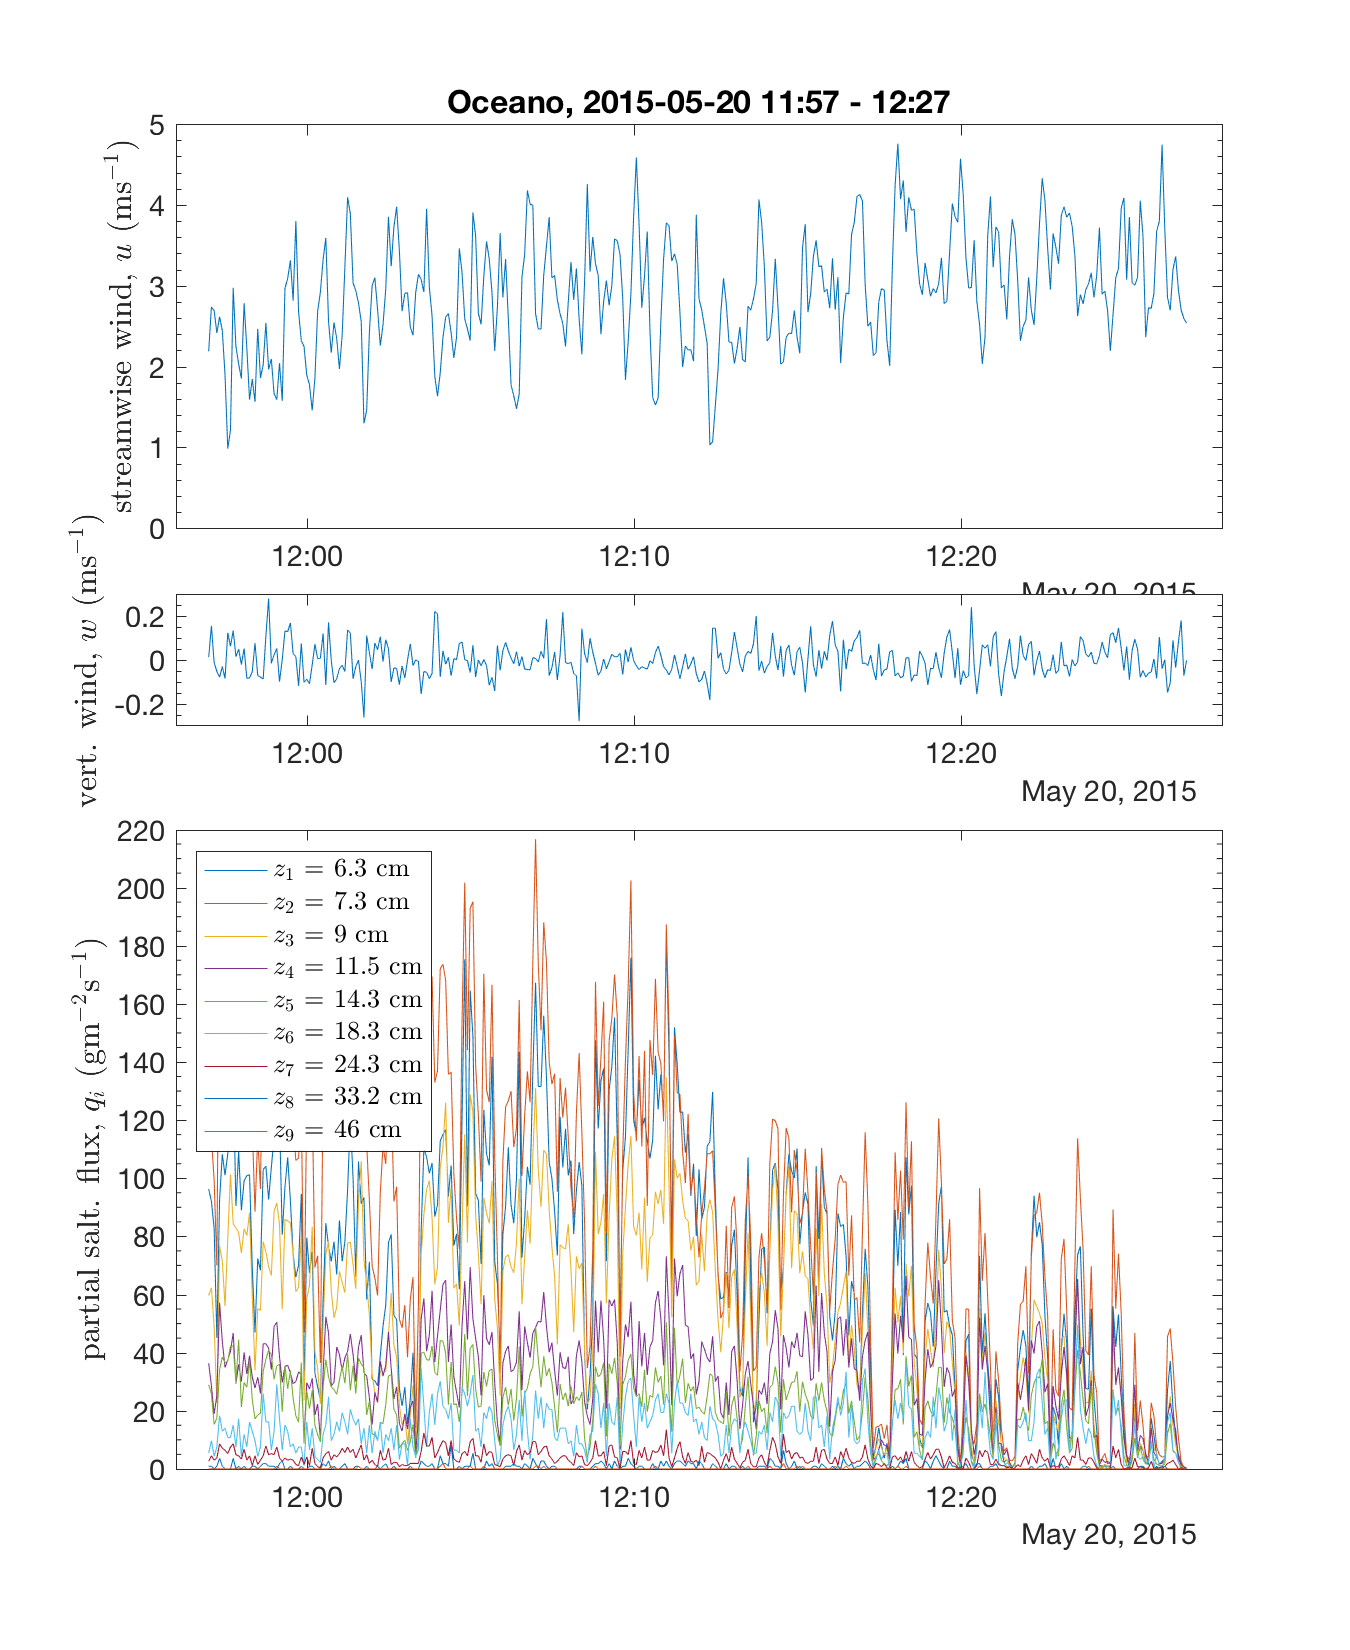 Oceano, 2015-05-20 11:57 - 12:27
streamwise wind, u (ms⁻¹)
5
4
3
2
1
0
12:00 12:10 12:20
May 20, 2015
vert. wind, w (ms⁻¹)
0.2
0
-0.2
12:00 12:10 12:20
May 20, 2015
partial salt. flux, qᵢ (gm⁻²s⁻¹)
220
200
180
160
140
120
100
80
60
40
20
0
z₁ = 6.3 cm
z₂ = 7.3 cm
z₃ = 9 cm
z₄ = 11.5 cm
z₅ = 14.3 cm
z₆ = 18.3 cm
z₇ = 24.3 cm
z₈ = 33.2 cm
z₉ = 46 cm
12:00 12:10 12:20
May 20, 2015